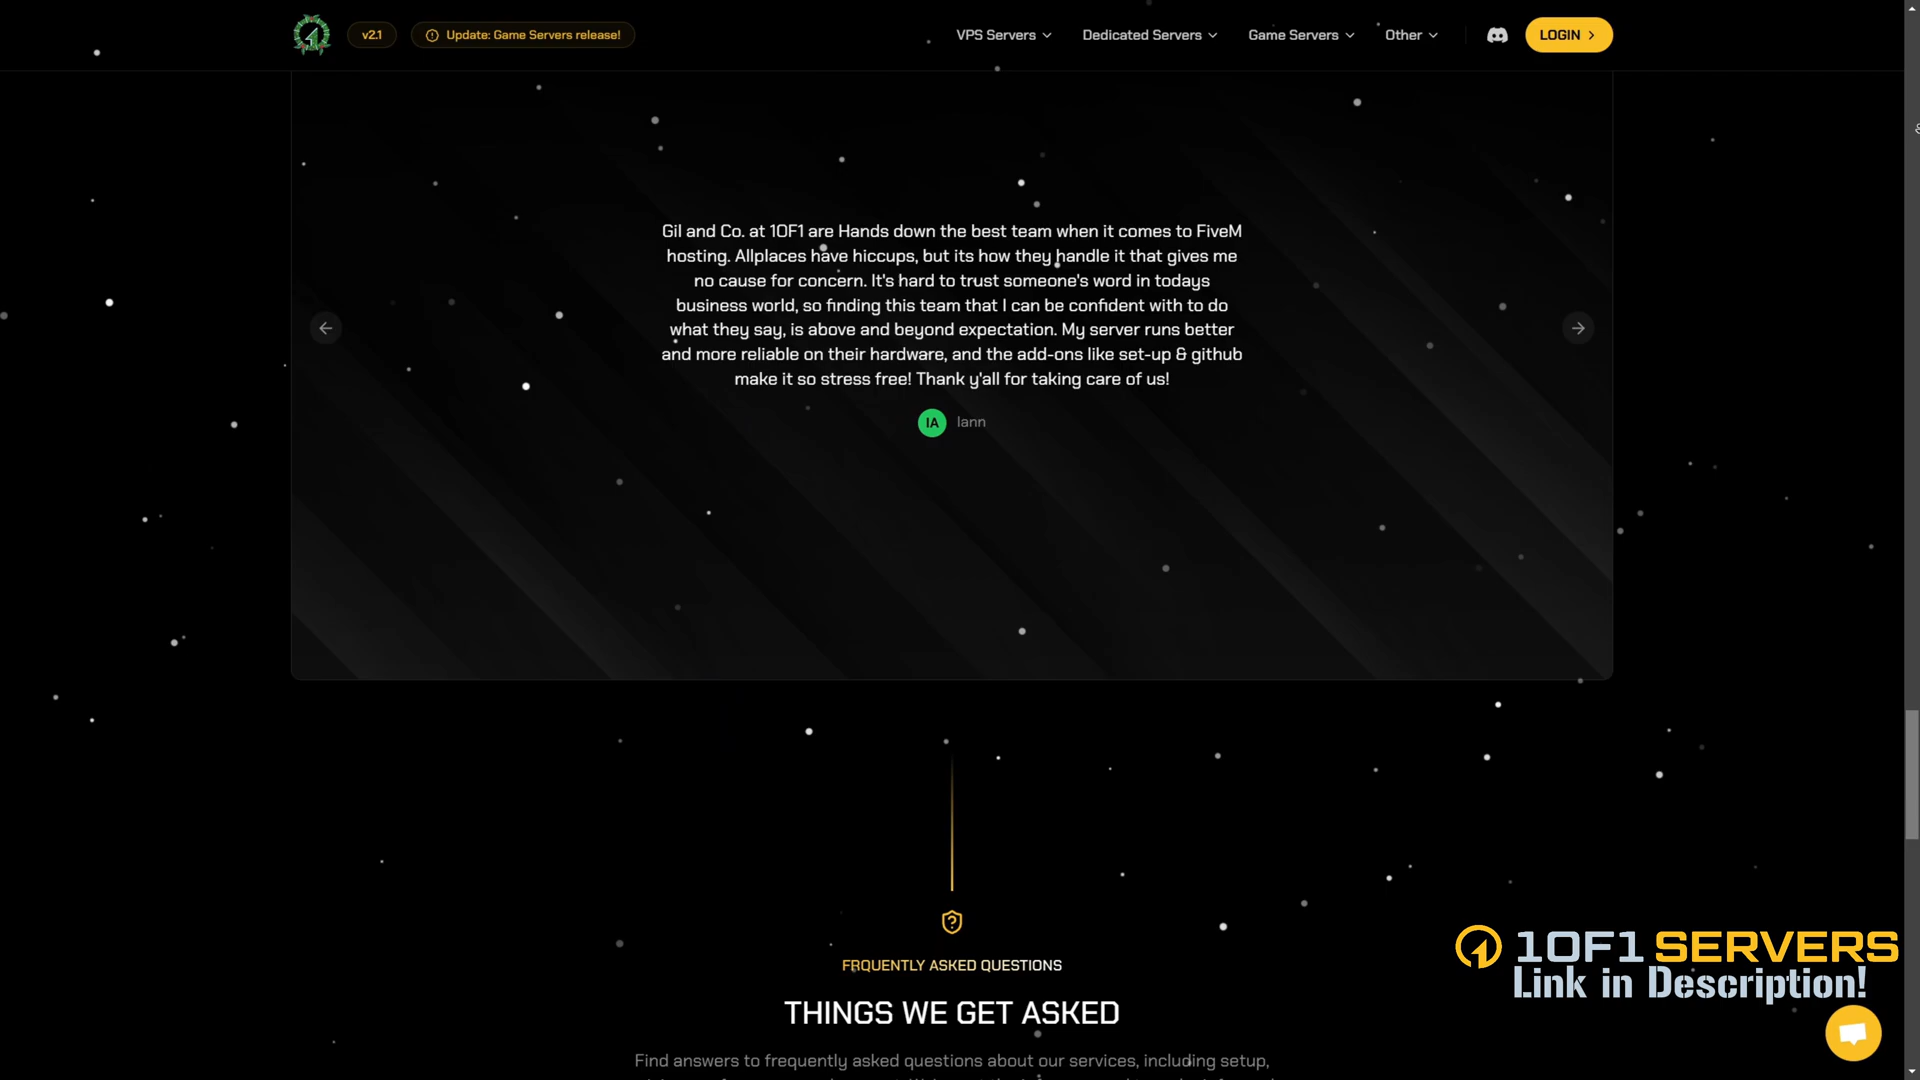 v2.1
Update: Game Servers release!
VPS Servers
Dedicated Servers
Game Servers
Other
LOGIN
Gil and Co. at 1OF1 are Hands down the best team when it comes to FiveM
hosting. Allplaces have hiccups, but its how they handle it that gives me
no cause for concern. It's hard to trust someone's word in todays
business world, so finding this team that I can be confident with to do
what they say, is above and beyond expectation. My server runs better
and more reliable on their hardware, and the add-ons like set-up & github
make it so stress free! Thank y'all for taking care of us!
IA
Iann
FRQUENTLY ASKED QUESTIONS
THINGS WE GET ASKED
Find answers to frequently asked questions about our services, including setup,
1OF1 SERVERS
Link in Description!